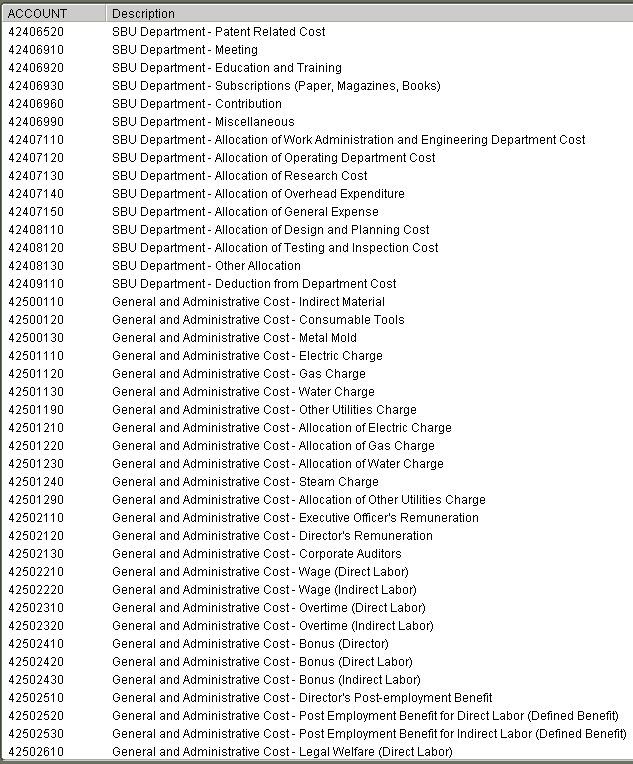 ACCOUNT Description
42406520 SBU Department - Patent Related Cost
42406910 SBU Department - Meeting
42406920 SBU Department - Education and Training
42406930 SBU Department - Subscriptions (Paper, Magazines, Books)
42406960 SBU Department - Contribution
42406990 SBU Department - Miscellaneous
42407110 SBU Department - Allocation of Work Administration and Engineering Department Cost
42407120 SBU Department - Allocation of Operating Department Cost
42407130 SBU Department - Allocation of Research Cost
42407140 SBU Department - Allocation of Overhead Expenditure
42407150 SBU Department - Allocation of General Expense
42408110 SBU Department - Allocation of Design and Planning Cost
42408120 SBU Department - Allocation of Testing and Inspection Cost
42408130 SBU Department - Other Allocation
42409110 SBU Department - Deduction from Department Cost
42500110 General and Administrative Cost - Indirect Material
42500120 General and Administrative Cost - Consumable Tools
42500130 General and Administrative Cost - Metal Mold
42501110 General and Administrative Cost - Electric Charge
42501120 General and Administrative Cost - Gas Charge
42501130 General and Administrative Cost - Water Charge
42501190 General and Administrative Cost - Other Utilities Charge
42501210 General and Administrative Cost - Allocation of Electric Charge
42501220 General and Administrative Cost - Allocation of Gas Charge
42501230 General and Administrative Cost - Allocation of Water Charge
42501240 General and Administrative Cost - Steam Charge
42501290 General and Administrative Cost - Allocation of Other Utilities Charge
42502110 General and Administrative Cost - Executive Officer's Remuneration
42502120 General and Administrative Cost - Director's Remuneration
42502130 General and Administrative Cost - Corporate Auditors
42502210 General and Administrative Cost - Wage (Direct Labor)
42502220 General and Administrative Cost - Wage (Indirect Labor)
42502310 General and Administrative Cost - Overtime (Direct Labor)
42502320 General and Administrative Cost - Overtime (Indirect Labor)
42502410 General and Administrative Cost - Bonus (Director)
42502420 General and Administrative Cost - Bonus (Direct Labor)
42502430 General and Administrative Cost - Bonus (Indirect Labor)
42502510 General and Administrative Cost - Director's Post-employment Benefit
42502520 General and Administrative Cost - Post Employment Benefit for Direct Labor (Defined Benefit)
42502530 General and Administrative Cost - Post Employment Benefit for Indirect Labor (Defined Benefit)
42502610 General and Administrative Cost - Legal Welfare (Direct Labor)